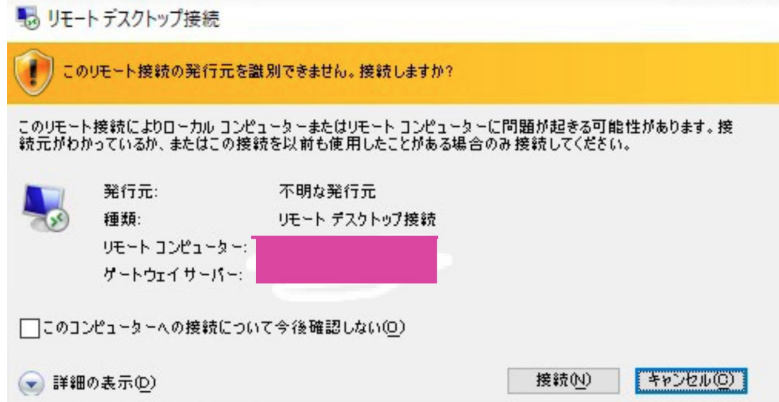 リモート デスクトップ接続
このリモート接続の発行元を識別できません。接続しますか?
このリモート接続によりローカル コンピューターまたはリモート コンピューターに問題が起きる可能性があります。接
続元がわかっているか、またはこの接続を以前も使用したことがある場合のみ接続してください。
発行元: 不明な発行元
種類: リモート デスクトップ接続
リモート コンピューター:
ゲートウェイ サーバー:
このコンピューターへの接続について今後確認しない(O)
詳細の表示(D) 接続(N) キャンセル(C)